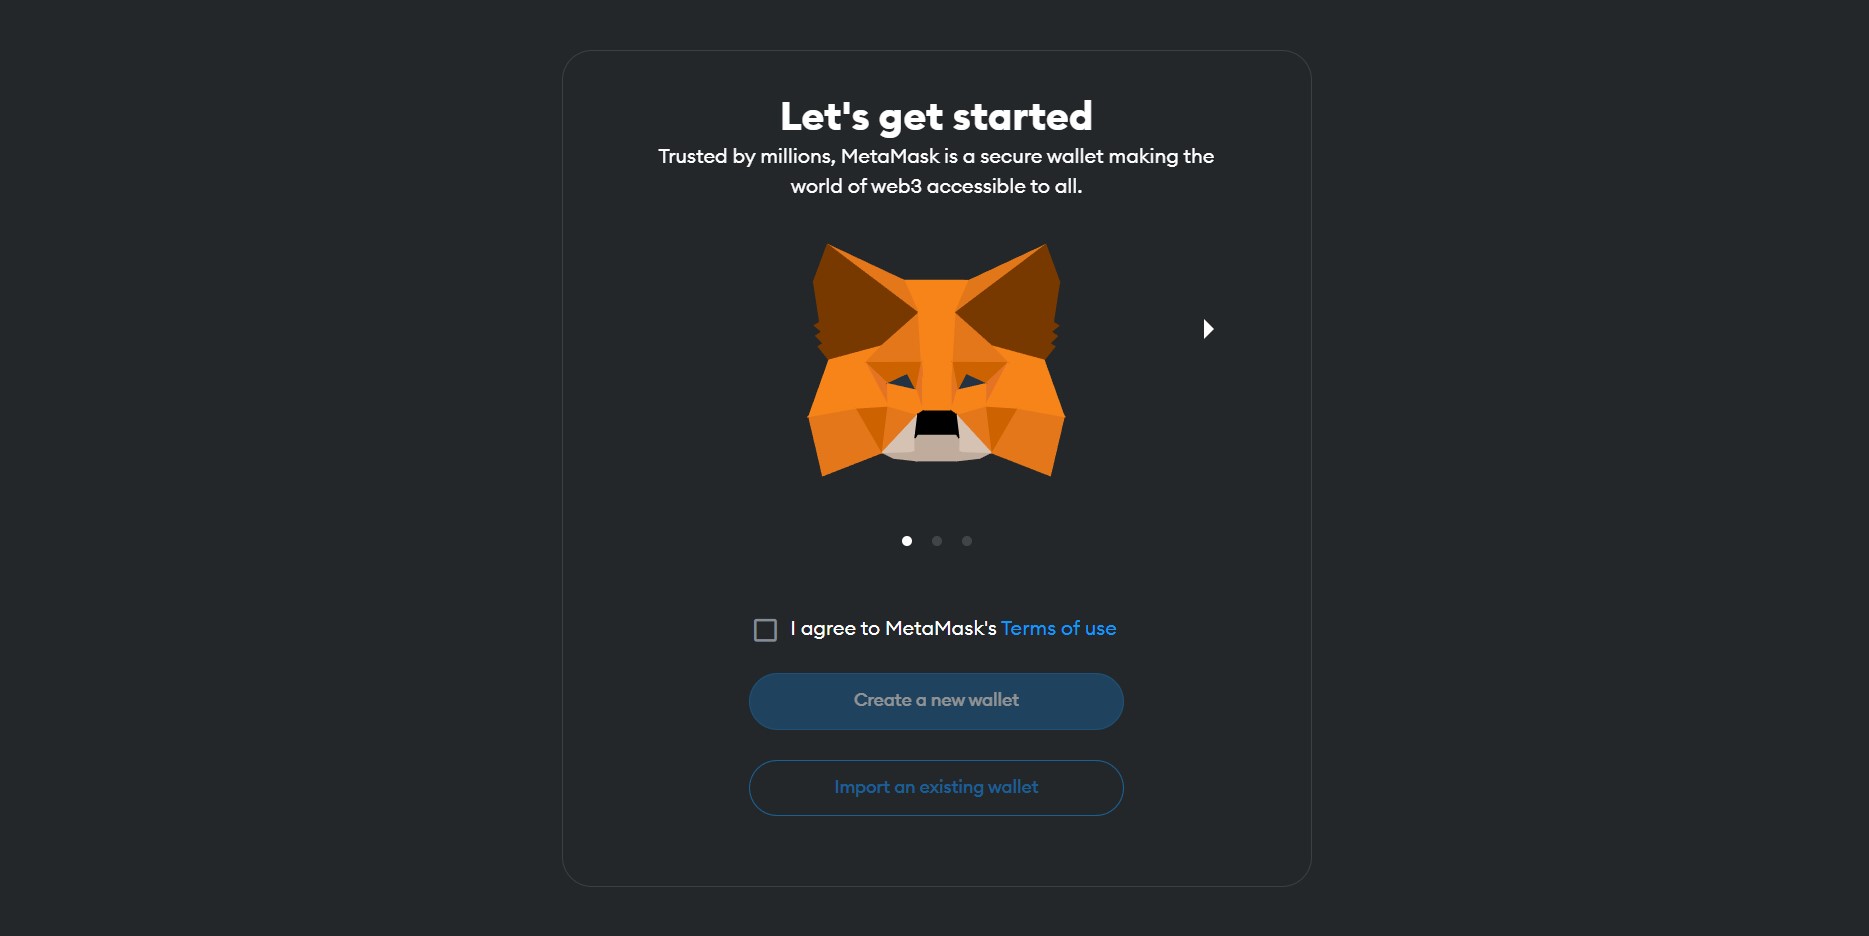 Let's get started
Trusted by millions, MetaMask is a secure wallet making the
world of web3 accessible to all.
I agree to MetaMask's Terms of use
Create a new wallet
Import an existing wallet